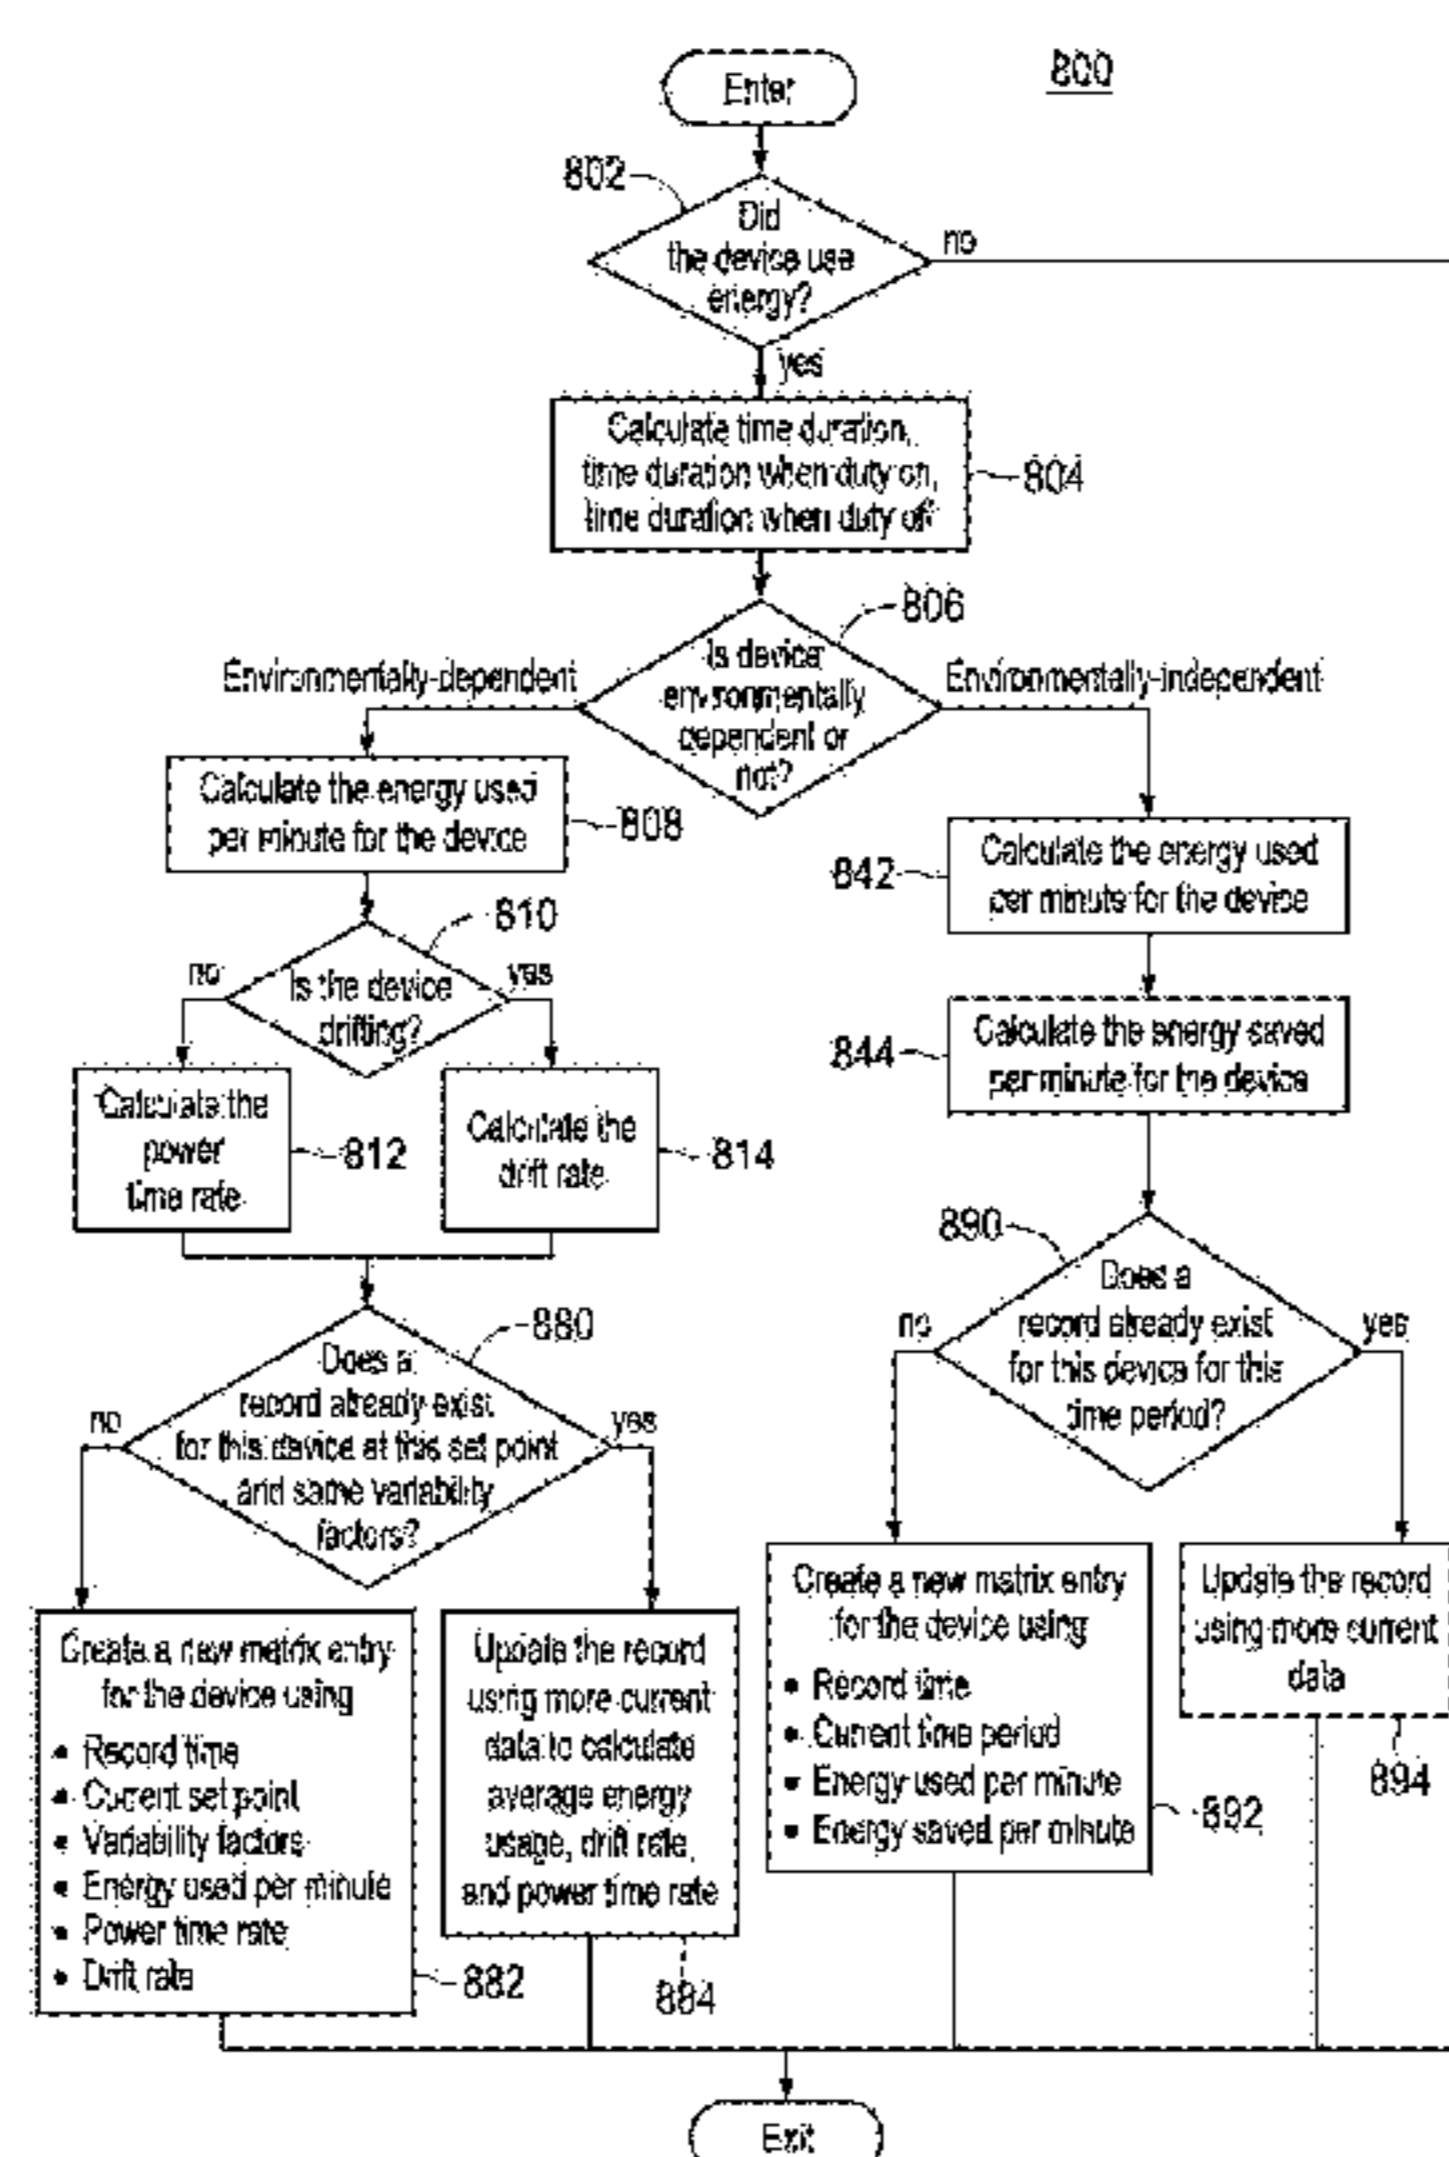 800
Enter
802
Did
the device use
energy?
no
yes
Calculate time duration,
time duration when duty on,
time duration when duty off
804
806
Is device
environmentally
dependent or
not?
Environmentally-dependent
Environmentally-independent
Calculate the energy used
per minute for the device
808
810
Is the device
drifting?
no
yes
Calculate the
power
time rate
812
Calculate the
drift rate
814
880
Does a
record already exist
for this device at this set point
and same variability
factors?
no
yes
Create a new matrix entry
for the device using
• Record time
• Current set point
• Variability factors
• Energy used per minute
• Power time rate
• Drift rate
882
Update the record
using more current
data to calculate
average energy
usage, drift rate,
and power time rate
884
842
Calculate the energy used
per minute for the device
844
Calculate the energy saved
per minute for the device
890
Does a
record already exist
for this device for this
time period?
no
yes
Create a new matrix entry
for the device using
• Record time
• Current time period
• Energy used per minute
• Energy saved per minute
892
Update the record
using more current
data
894
Exit